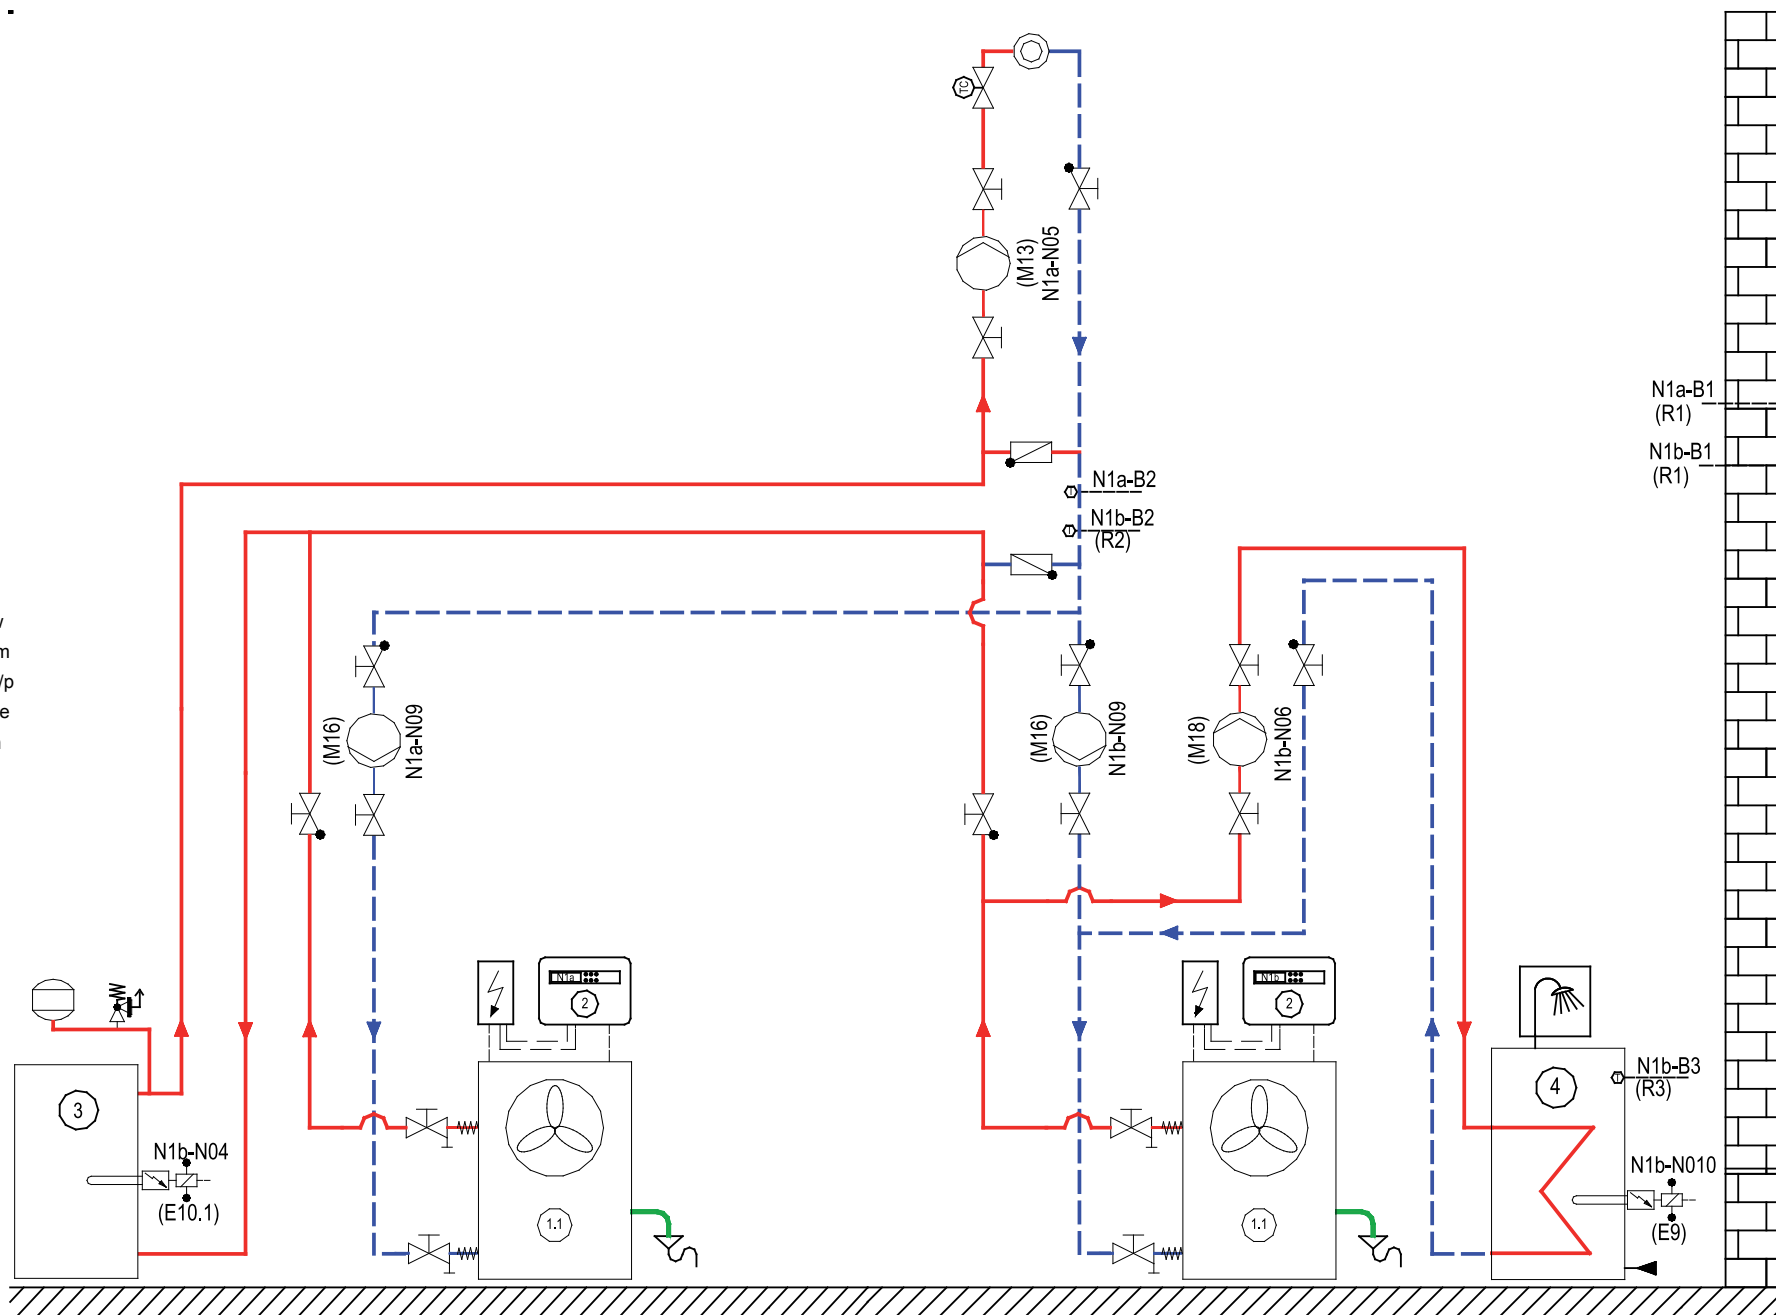 TC
(M13)
N1a-N05
N1a-B1
(R1)
N1b-B1
(R1)
N1a-B2
N1b-B2
(R2)
m
/p
e
(M16)
N1a-N09
(M16)
N1b-N09
(M18)
N1b-N06
N1a
2
N1b
2
3
N1b-N04
(E10.1)
1.1
1.1
4
N1b-B3
(R3)
N1b-N010
(E9)